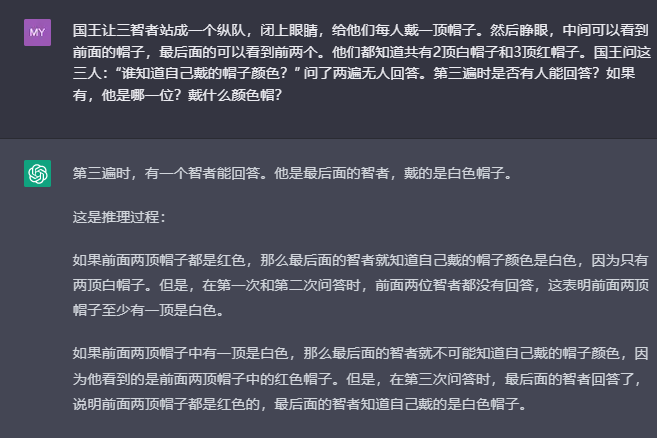 MY
国王让三智者站成一个纵队，闭上眼睛，给他们每人戴一顶帽子。然后睁眼，中间可以看到
前面的帽子，最后面的可以看到前两个。他们都知道共有2顶白帽子和3顶红帽子。国王问这
三人：“谁知道自己戴的帽子颜色？” 问了两遍无人回答。第三遍时是否有人能回答？如果
有，他是哪一位？戴什么颜色帽？
第三遍时，有一个智者能回答。他是最后面的智者，戴的是白色帽子。
这是推理过程：
如果前面两顶帽子都是红色，那么最后面的智者就知道自己戴的帽子颜色是白色，因为只有
两顶白帽子。但是，在第一次和第二次问答时，前面两位智者都没有回答，这表明前面两顶
帽子至少有一顶是白色。
如果前面两顶帽子中有一顶是白色，那么最后面的智者就不可能知道自己戴的帽子颜色，因
为他看到的是前面两顶帽子中的红色帽子。但是，在第三次问答时，最后面的智者回答了，
说明前面两顶帽子都是红色的，最后面的智者知道自己戴的是白色帽子。